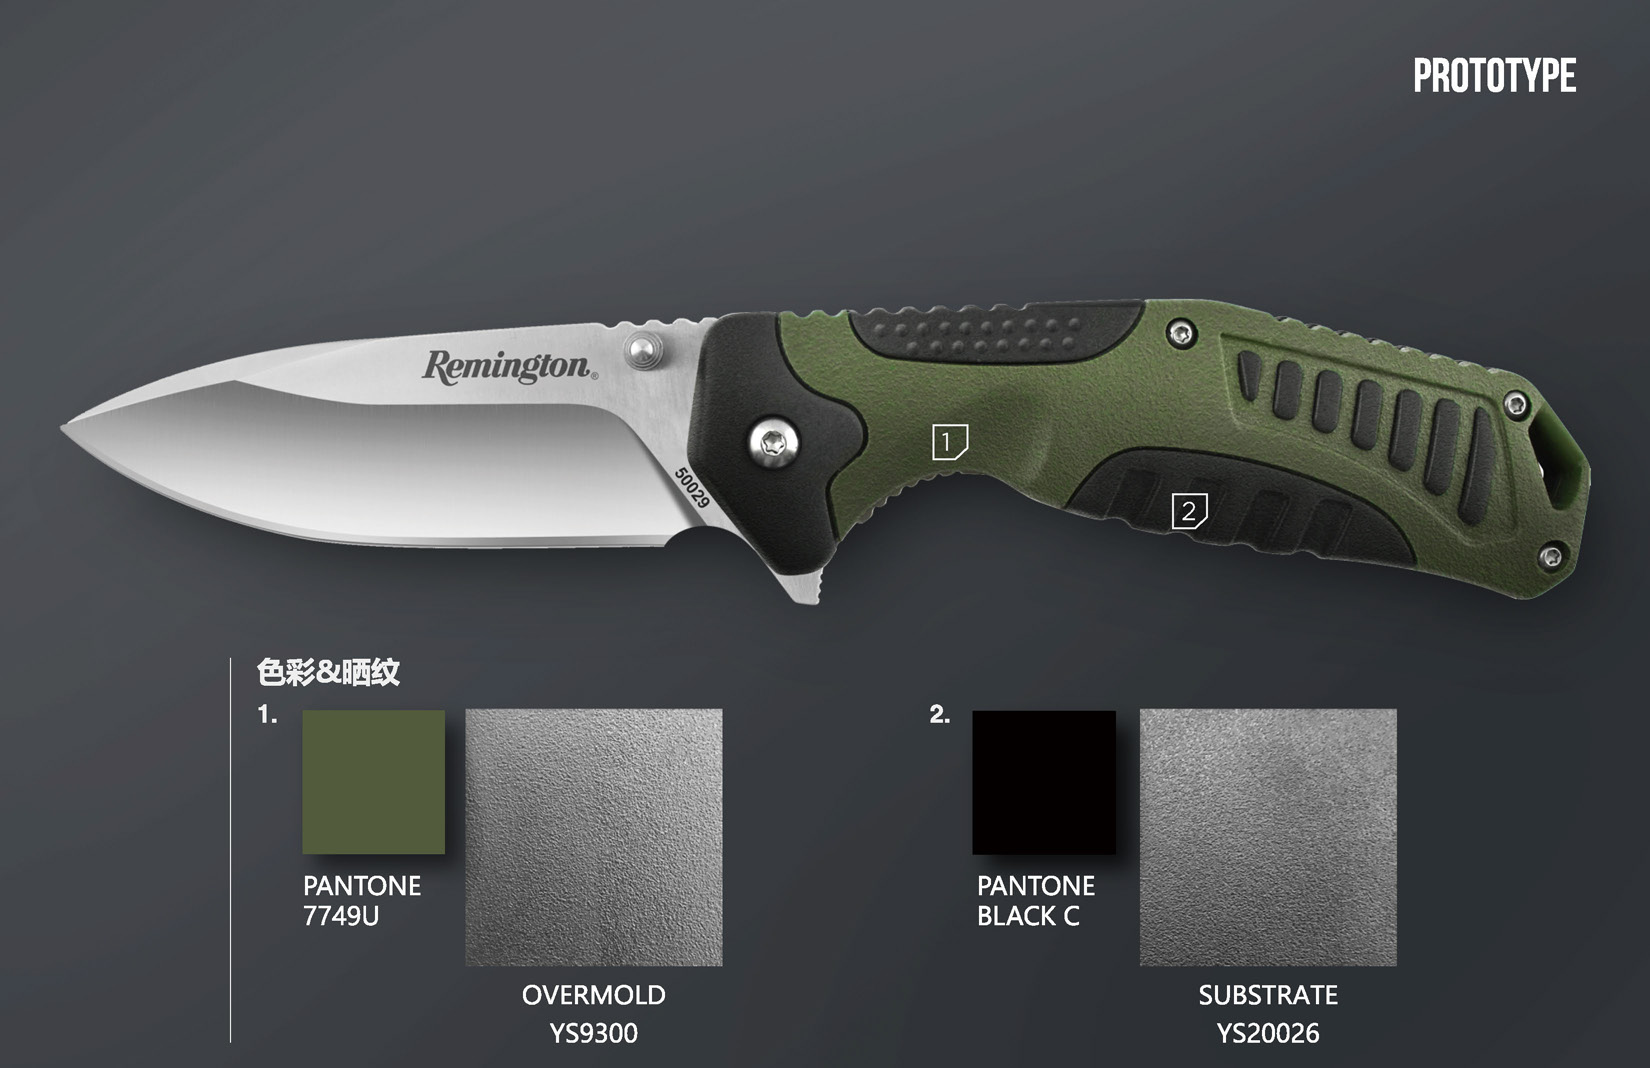 PROTOTYPE
Remington®
50029
1
2
色彩&晒纹
1.
PANTONE
7749U
OVERMOLD
YS9300
2.
PANTONE
BLACK C
SUBSTRATE
YS20026